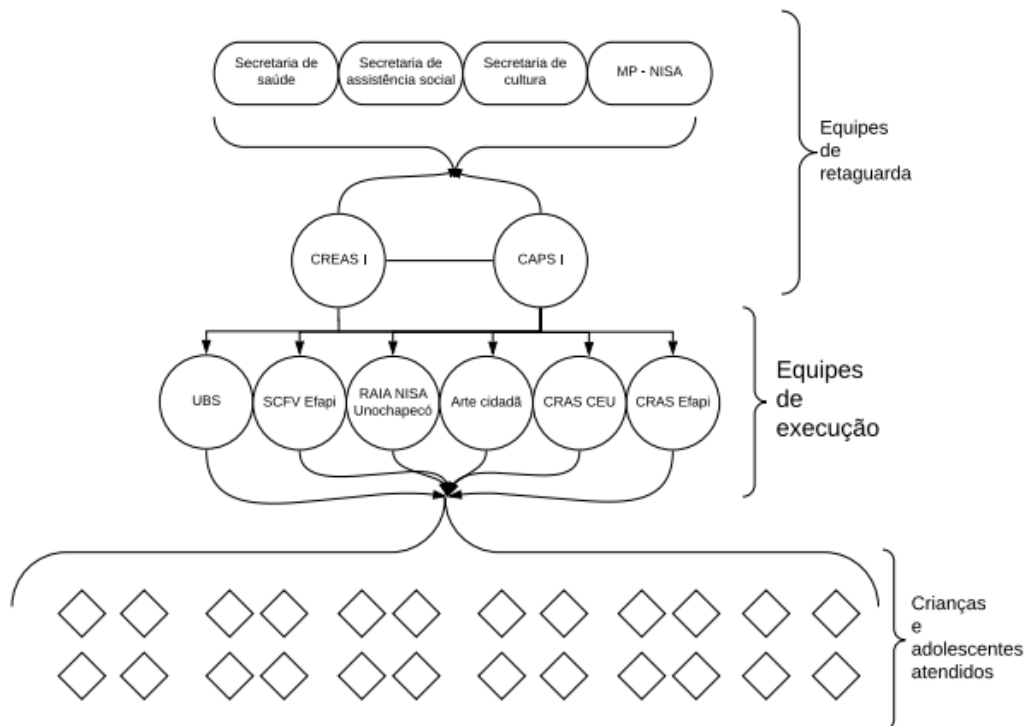 Secretaria de
saúde
Secretaria de
assistência social
Secretaria de
cultura
MP - NISA
Equipes
de
retaguarda
CREAS I
CAPS I
UBS
SCFV Efapi
RAIA NISA
Unochapecó
Arte cidadã
CRAS CEU
CRAS Efapi
Equipes
de
execução
Crianças
e
adolescentes
atendidos